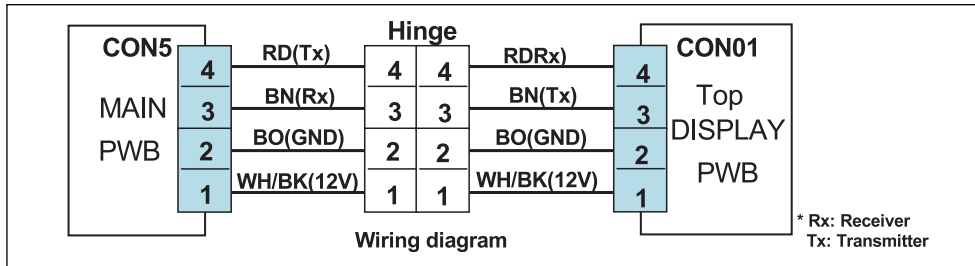 Hinge
CON5
CON01
MAIN
PWB
Top
DISPLAY
PWB
4 RD(Tx) 4 4 RDRx) 4
3 BN(Rx) 3 3 BN(Tx) 3
2 BO(GND) 2 2 BO(GND) 2
1 WH/BK(12V) 1 1 WH/BK(12V) 1
Wiring diagram
* Rx: Receiver
Tx: Transmitter